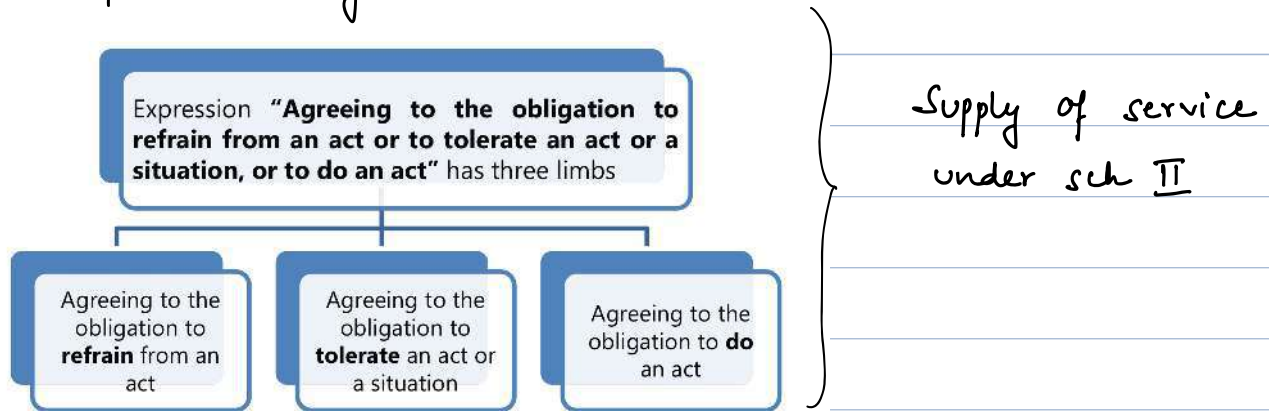 Expression “Agreeing to the obligation to
refrain from an act or to tolerate an act or a
situation, or to do an act” has three limbs
Supply of service
under sch II
Agreeing to the
obligation to
refrain from an
act
Agreeing to the
obligation to
tolerate an act or
a situation
Agreeing to the
obligation to do
an act